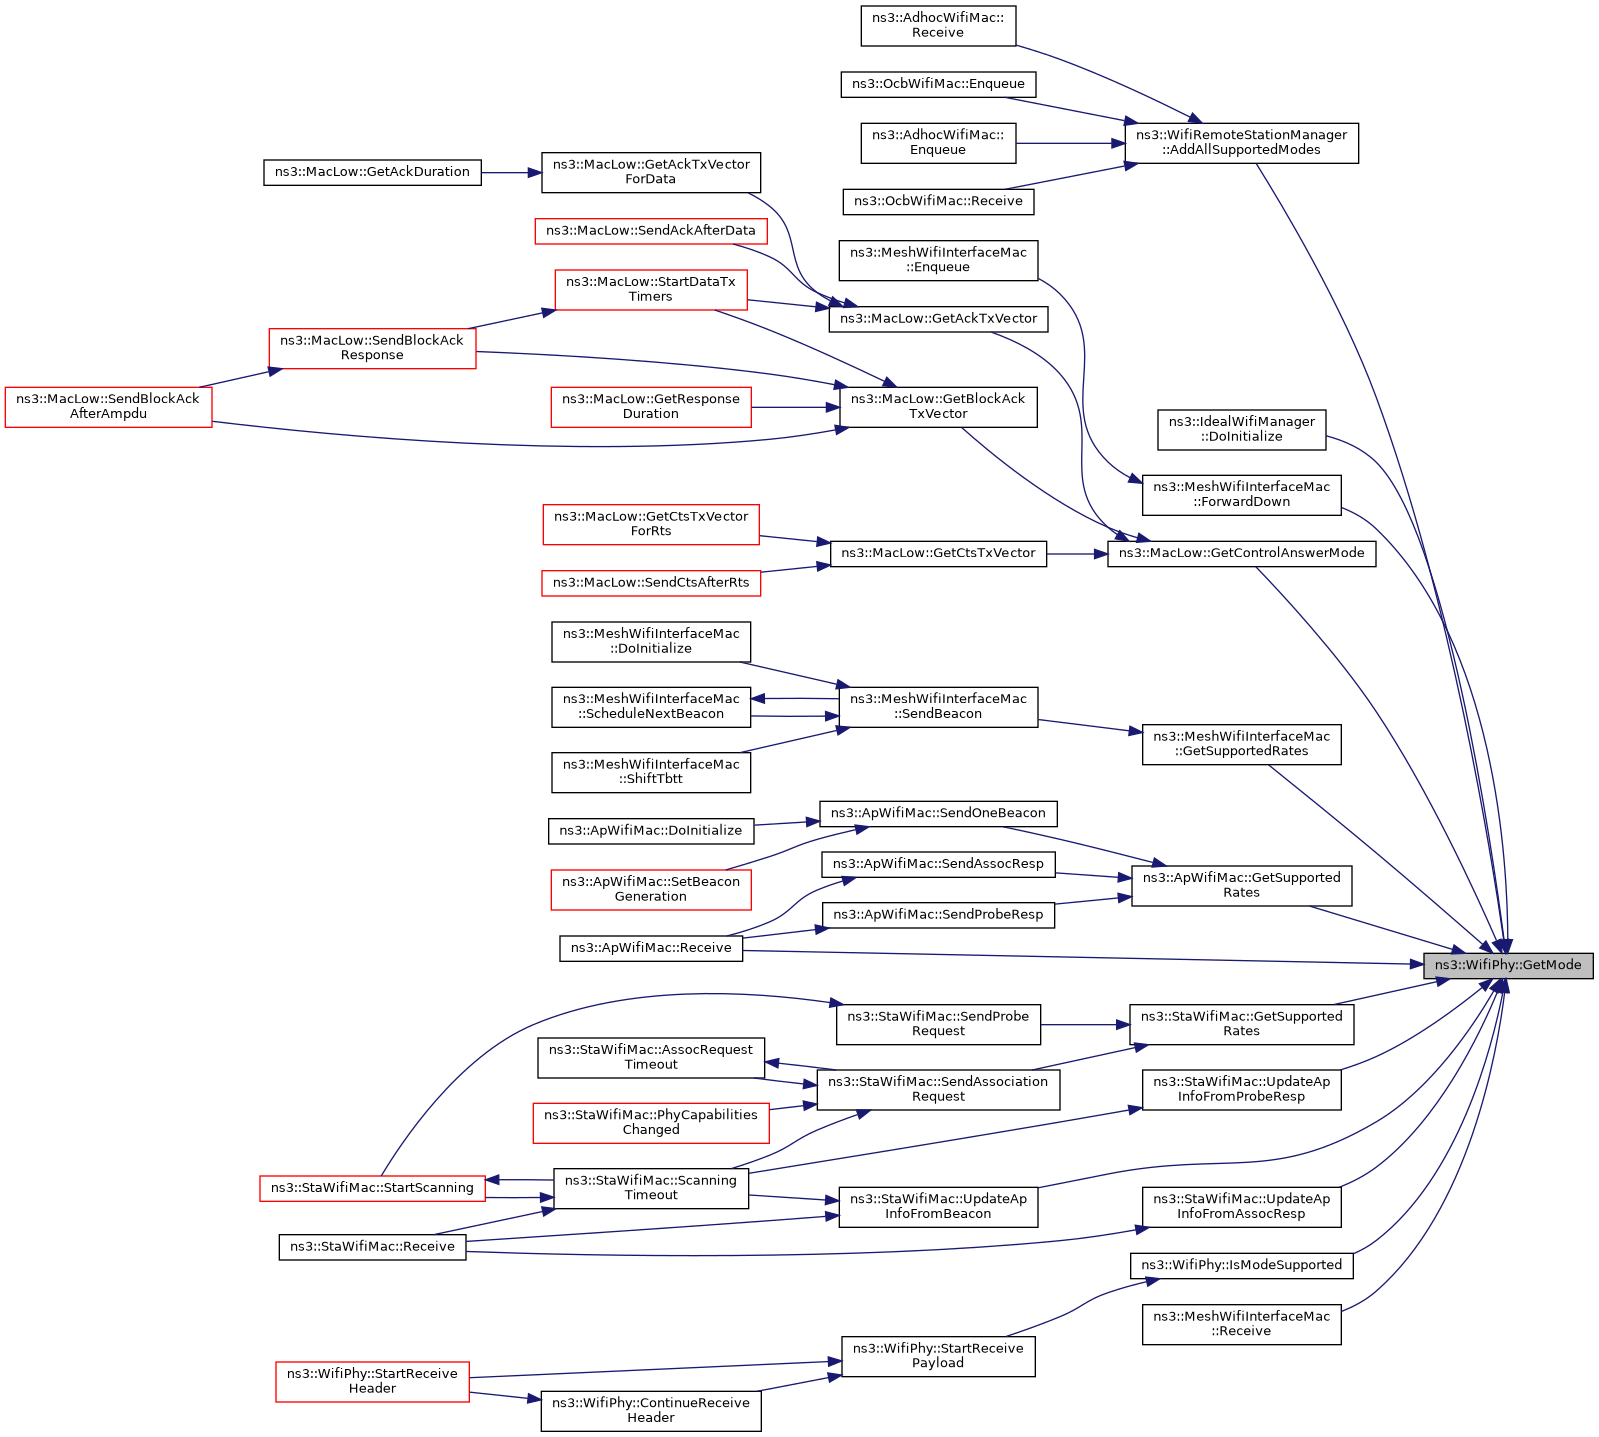 ns3::AdhocWifiMac::
Receive
ns3::OcbWifiMac::Enqueue
ns3::AdhocWifiMac::
Enqueue
ns3::WifiRemoteStationManager
::AddAllSupportedModes
ns3::MacLow::GetAckDuration
ns3::MacLow::GetAckTxVector
ForData
ns3::OcbWifiMac::Receive
ns3::MacLow::SendAckAfterData
ns3::MeshWifiInterfaceMac
::Enqueue
ns3::MacLow::StartDataTx
Timers
ns3::MacLow::GetAckTxVector
ns3::MacLow::SendBlockAck
Response
ns3::MacLow::SendBlockAck
AfterAmpdu
ns3::MacLow::GetResponse
Duration
ns3::MacLow::GetBlockAck
TxVector
ns3::IdealWifiManager
::DoInitialize
ns3::MeshWifiInterfaceMac
::ForwardDown
ns3::MacLow::GetCtsTxVector
ForRts
ns3::MacLow::GetCtsTxVector
ns3::MacLow::GetControlAnswerMode
ns3::MacLow::SendCtsAfterRts
ns3::MeshWifiInterfaceMac
::DoInitialize
ns3::MeshWifiInterfaceMac
::ScheduleNextBeacon
ns3::MeshWifiInterfaceMac
::SendBeacon
ns3::MeshWifiInterfaceMac
::GetSupportedRates
ns3::MeshWifiInterfaceMac
::ShiftTbtt
ns3::ApWifiMac::SendOneBeacon
ns3::ApWifiMac::DoInitialize
ns3::ApWifiMac::SendAssocResp
ns3::ApWifiMac::SetBeacon
Generation
ns3::ApWifiMac::GetSupported
Rates
ns3::ApWifiMac::SendProbeResp
ns3::ApWifiMac::Receive
ns3::WifiPhy::GetMode
ns3::StaWifiMac::SendProbe
Request
ns3::StaWifiMac::GetSupported
Rates
ns3::StaWifiMac::AssocRequest
Timeout
ns3::StaWifiMac::SendAssociation
Request
ns3::StaWifiMac::UpdateAp
InfoFromProbeResp
ns3::StaWifiMac::PhyCapabilities
Changed
ns3::StaWifiMac::StartScanning
ns3::StaWifiMac::Scanning
Timeout
ns3::StaWifiMac::UpdateAp
InfoFromBeacon
ns3::StaWifiMac::UpdateAp
InfoFromAssocResp
ns3::StaWifiMac::Receive
ns3::WifiPhy::IsModeSupported
ns3::MeshWifiInterfaceMac
::Receive
ns3::WifiPhy::StartReceive
Payload
ns3::WifiPhy::StartReceive
Header
ns3::WifiPhy::ContinueReceive
Header